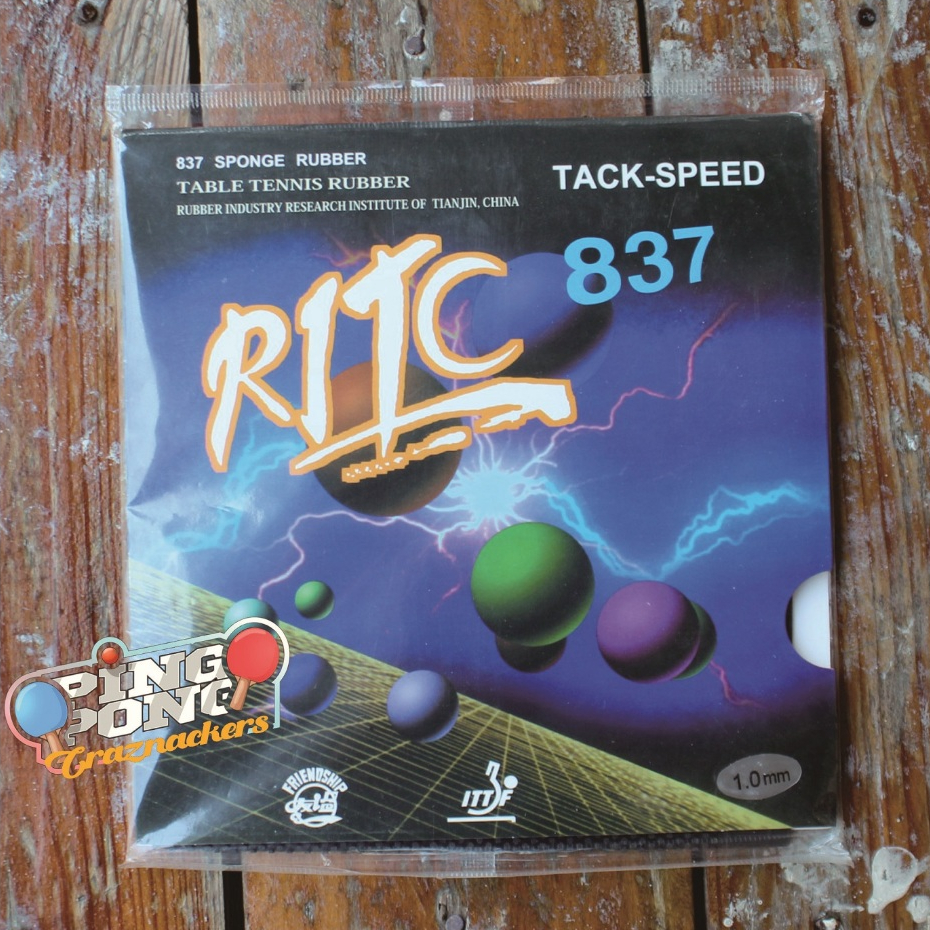 837 SPONGE RUBBER
TABLE TENNIS RUBBER
RUBBER INDUSTRY RESEARCH INSTITUTE OF TIANJIN, CHINA
TACK-SPEED
837
RITC
PING
PONG
Craznackers
FRIENDSHIP
ITTF
1.0mm